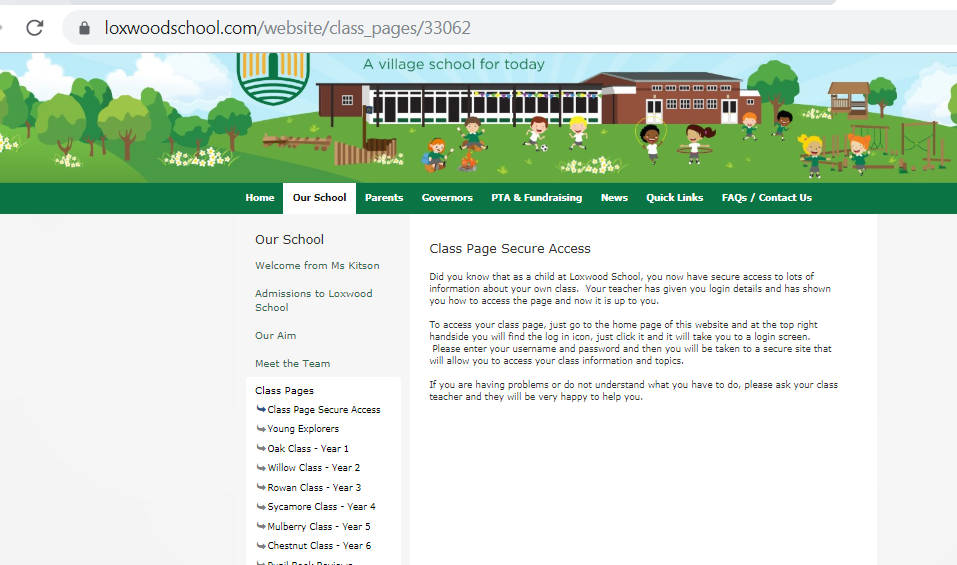 loxwoodschool.com/website/class_pages/33062
A village school for today
Home Our School Parents Governors PTA & Fundraising News Quick Links FAQs / Contact Us
Our School
Welcome from Ms Kitson
Admissions to Loxwood
School
Our Aim
Meet the Team
Class Pages
Class Page Secure Access
Young Explorers
Oak Class - Year 1
Willow Class - Year 2
Rowan Class - Year 3
Sycamore Class - Year 4
Mulberry Class - Year 5
Chestnut Class - Year 6
Pupil Book Reviews
Class Page Secure Access
Did you know that as a child at Loxwood School, you now have secure access to lots of
information about your own class.  Your teacher has given you login details and has shown
you how to access the page and now it is up to you.
To access your class page, just go to the home page of this website and at the top right
handside you will find the log in icon, just click it and it will take you to a login screen.
Please enter your username and password and then you will be taken to a secure site that
will allow you to access your class information and topics.
If you are having problems or do not understand what you have to do, please ask your class
teacher and they will be very happy to help you.